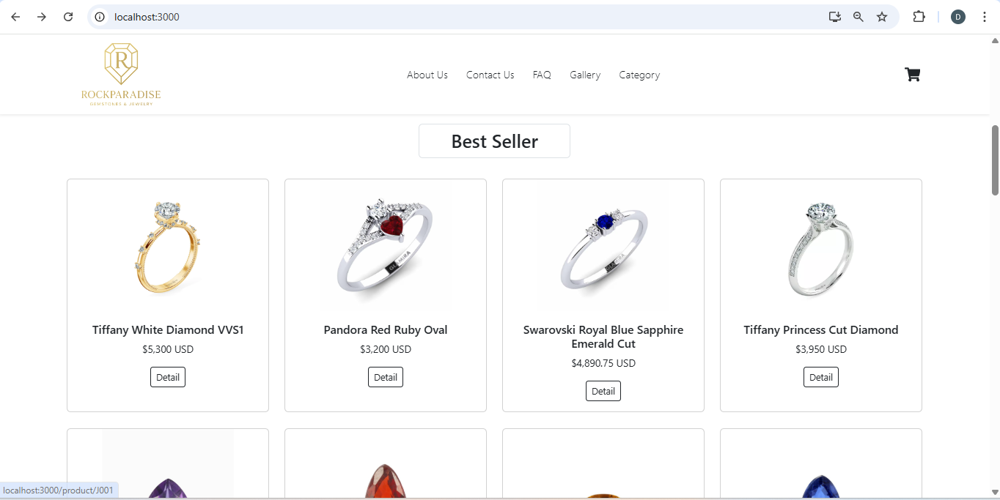 localhost:3000
D
R
ROCKPARADISE
GEMSTONES & JEWELRY
About Us
Contact Us
FAQ
Gallery
Category
Best Seller
Tiffany White Diamond VVS1
$5,300 USD
Detail
Pandora Red Ruby Oval
$3,200 USD
Detail
Swarovski Royal Blue Sapphire
Emerald Cut
$4,890.75 USD
Detail
Tiffany Princess Cut Diamond
$3,950 USD
Detail
localhost:3000/product/J001